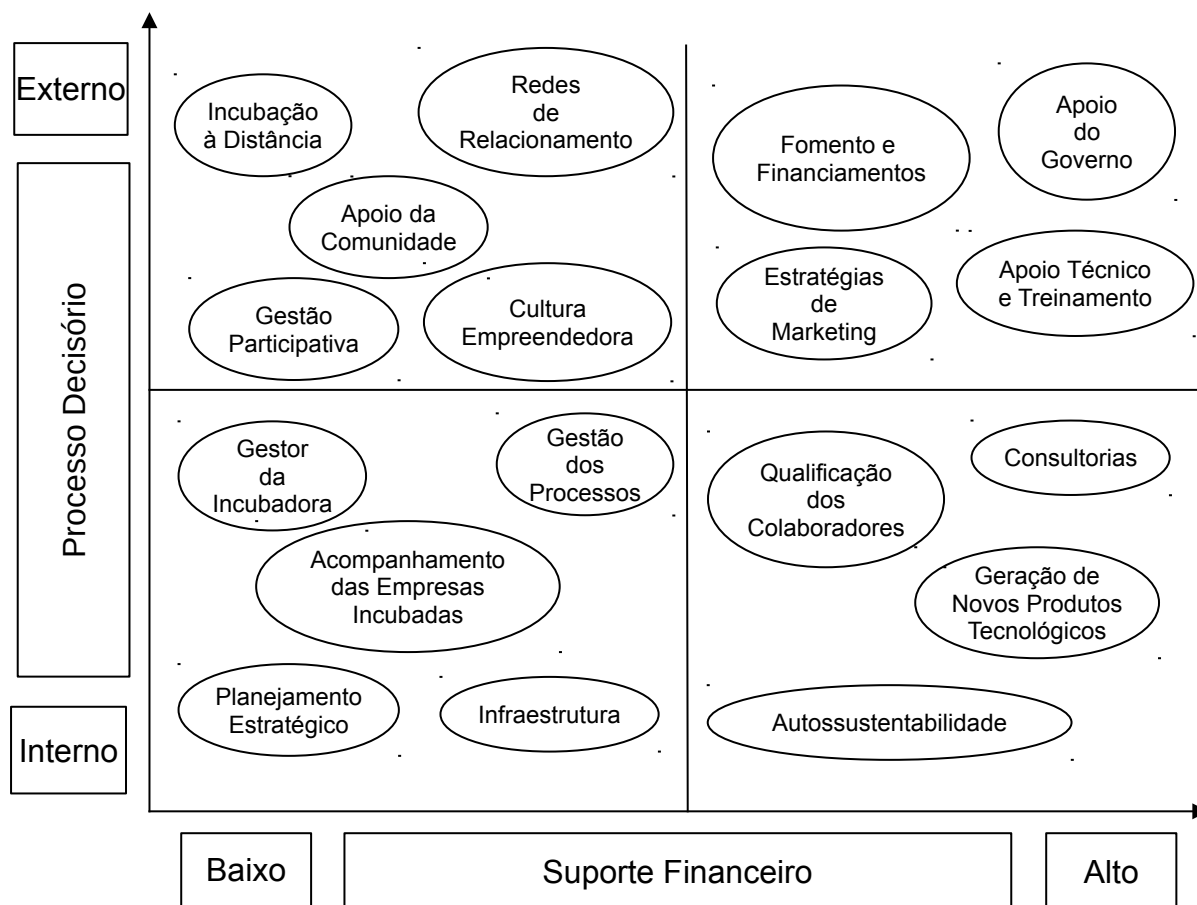 Externo
Processo Decisório
Interno
Incubação
à Distância
Redes
de
Relacionamento
Apoio da
Comunidade
Gestão
Participativa
Cultura
Empreendedora
Fomento e
Financiamentos
Apoio
do
Governo
Estratégias
de
Marketing
Apoio Técnico
e Treinamento
Gestor
da
Incubadora
Gestão
dos
Processos
Acompanhamento
das Empresas
Incubadas
Planejamento
Estratégico
Infraestrutura
Qualificação
dos
Colaboradores
Consultorias
Geração de
Novos Produtos
Tecnológicos
Autossustentabilidade
Baixo
Suporte Financeiro
Alto